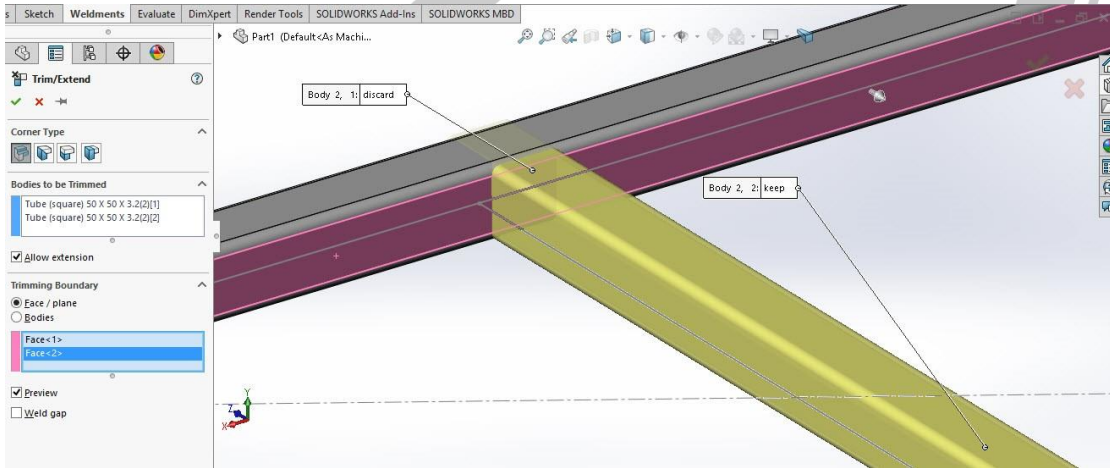 s Sketch Weldments Evaluate DimXpert Render Tools SOLIDWORKS Add-Ins SOLIDWORKS MBD
Part1 (Default<As Machi...
Trim/Extend
Corner Type
Bodies to be Trimmed
Tube (square) 50 X 50 X 3.2(2)[1]
Tube (square) 50 X 50 X 3.2(2)[2]
Allow extension
Trimming Boundary
Face / plane
Bodies
Face<1>
Face<2>
Preview
Weld gap
Body 2, 1: discard
Body 2, 2: keep
Y
Z
X